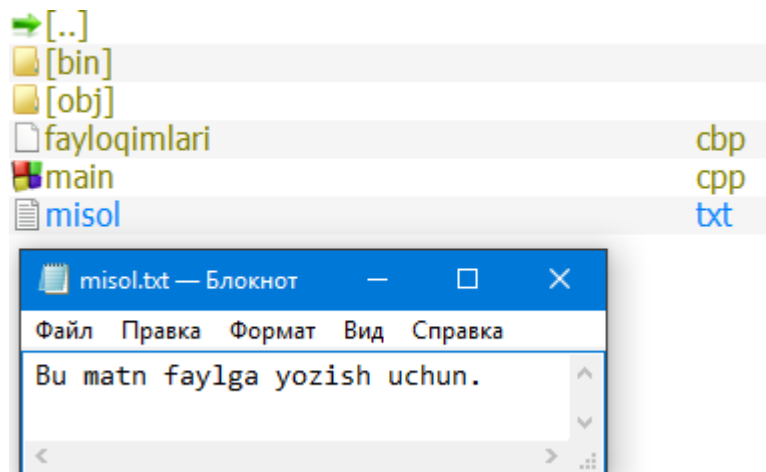 [..]
[bin]
[obj]
fayloqimlari cbp
main cpp
misol txt
misol.txt — Блокнот
Файл Правка Формат Вид Справка
Bu matn faylga yozish uchun.